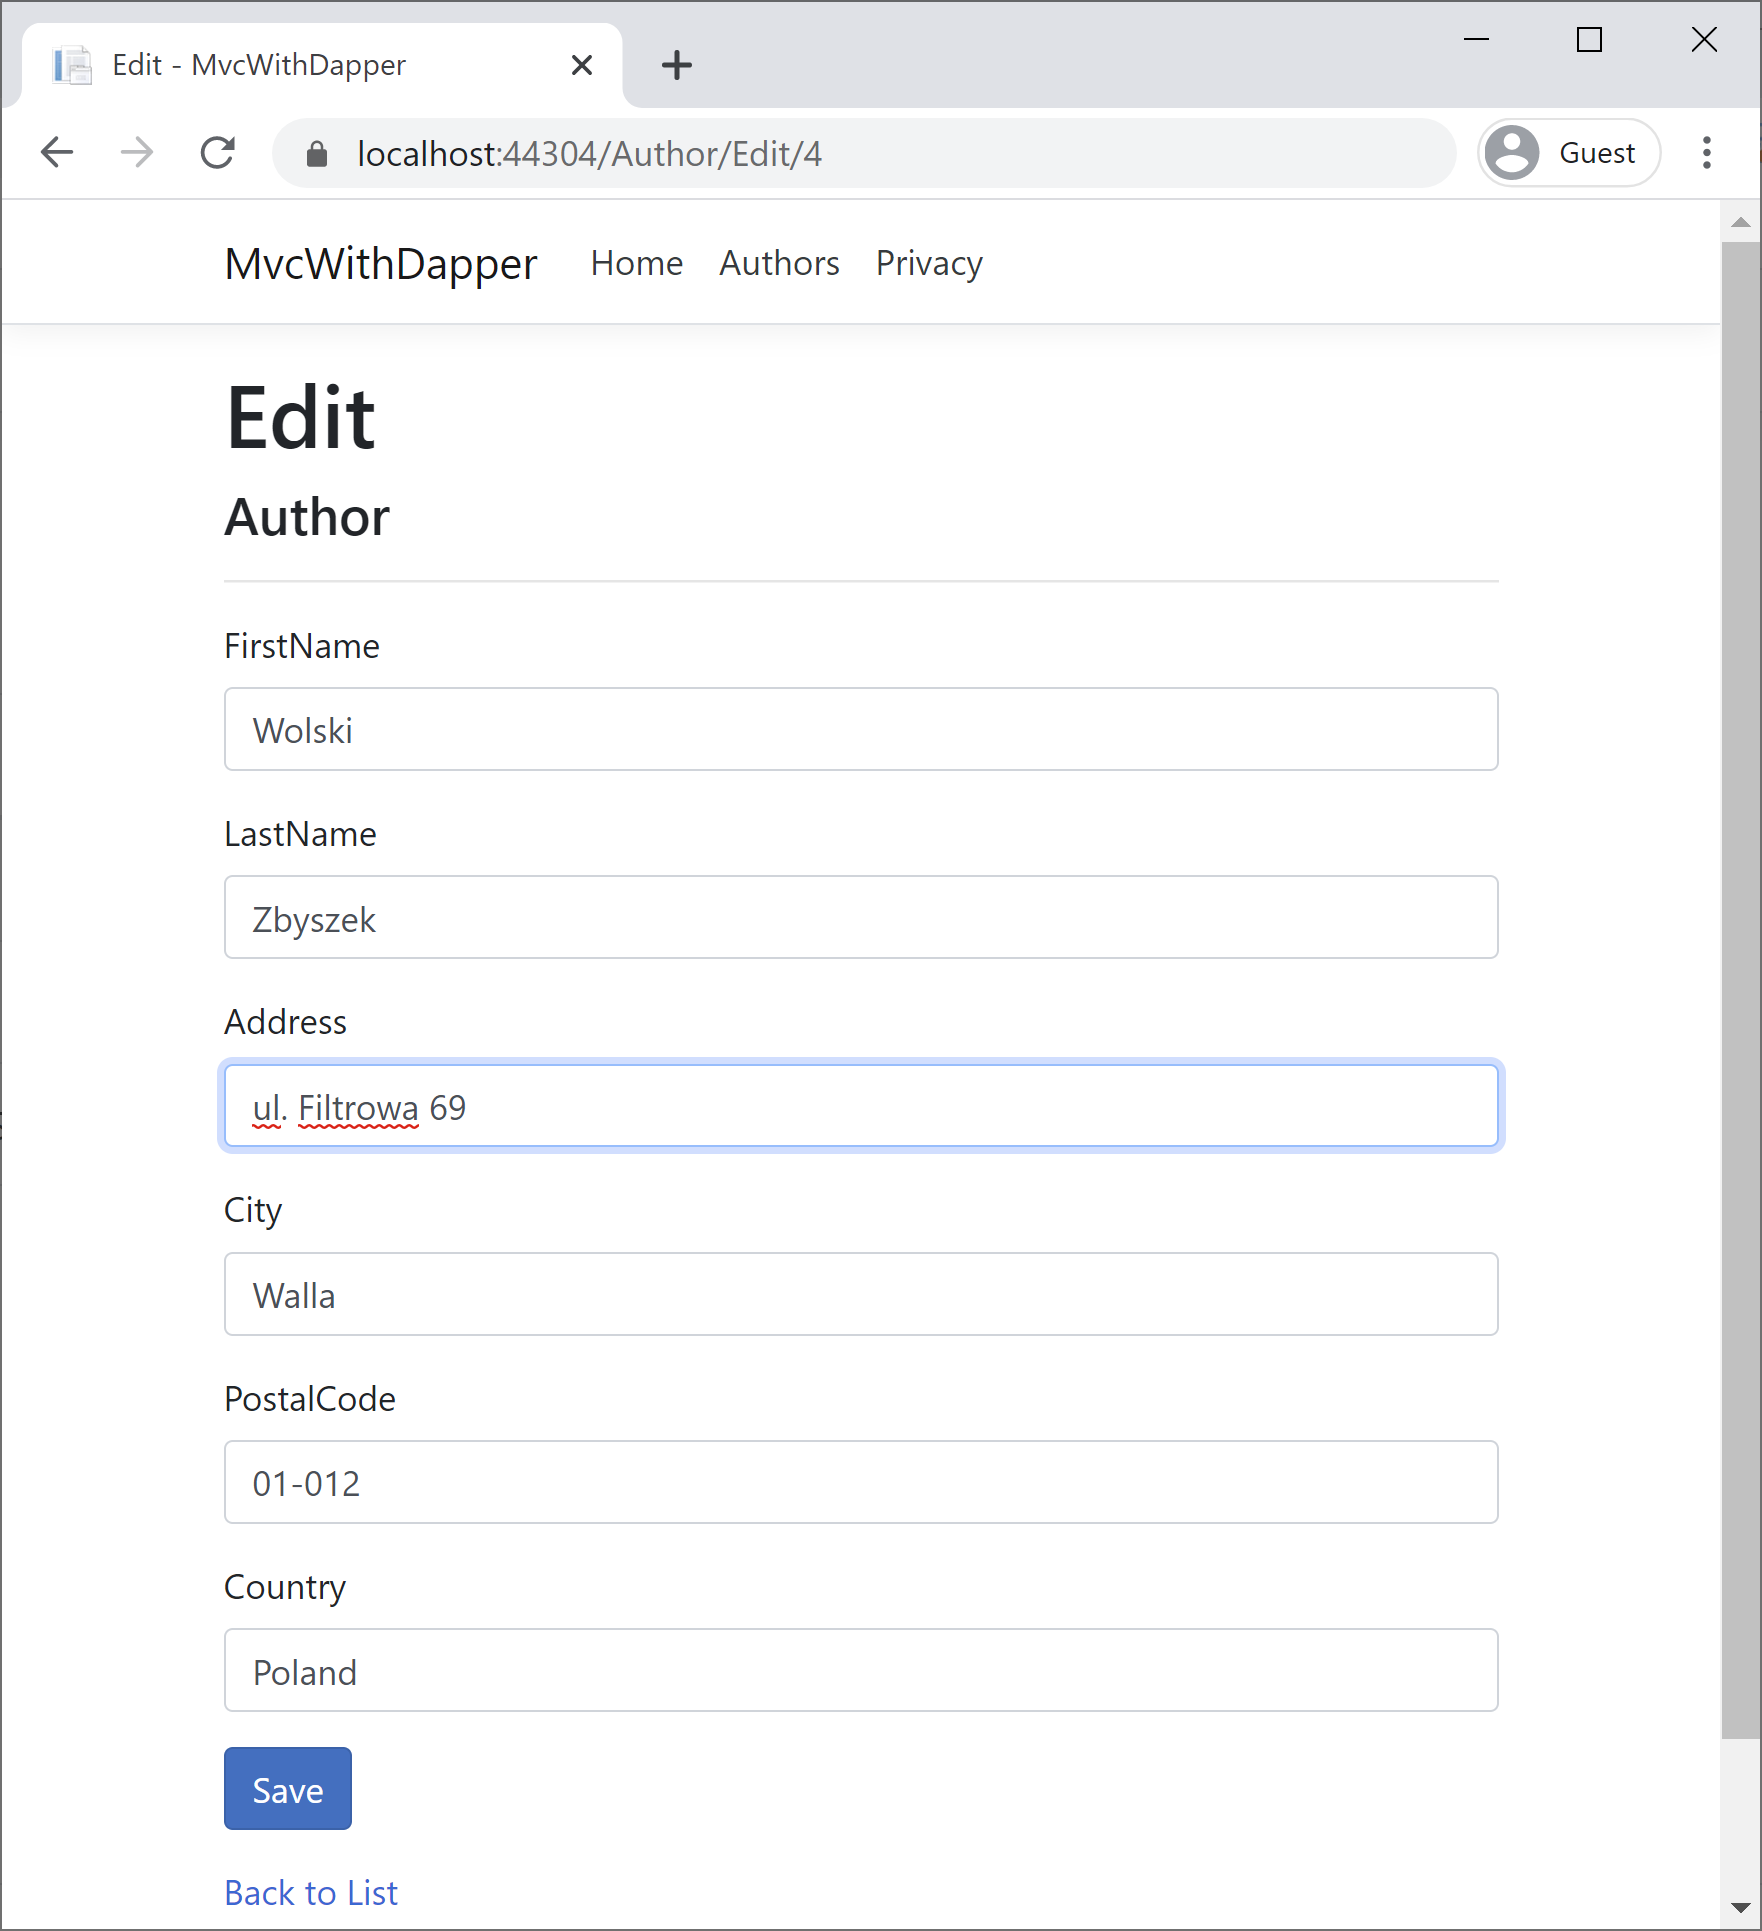 Edit - MvcWithDapper
localhost:44304/Author/Edit/4
Guest
MvcWithDapper Home Authors Privacy
Edit
Author
FirstName
Wolski
LastName
Zbyszek
Address
ul. Filtrowa 69
City
Walla
PostalCode
01-012
Country
Poland
Save
Back to List